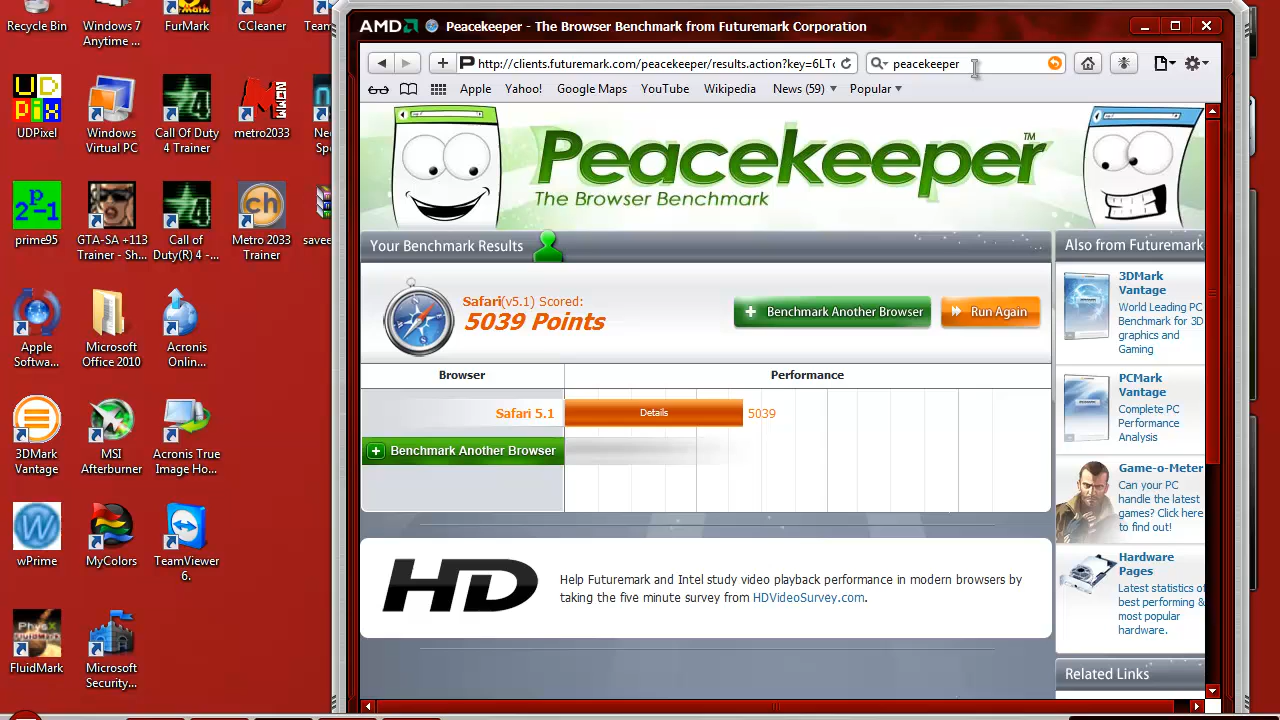 Recycle Bin
Windows 7
Anytime ...
FurMark
CCleaner
UDPixel
Windows
Virtual PC
Call Of Duty
4 Trainer
metro2033
prime95
GTA-SA +113
Trainer - Sh...
Call of
Duty(R) 4 -...
Metro 2033
Trainer
Apple
Softwa...
Microsoft
Office 2010
Acronis
Online...
3DMark
Vantage
MSI
Afterburner
Acronis True
Image Ho...
wPrime
MyColors
TeamViewer
6.
FluidMark
Microsoft
Security...
AMD Peacekeeper - The Browser Benchmark from Futuremark Corporation
http://clients.futuremark.com/peacekeeper/results.action?key=6LTc
peacekeeper
Apple Yahoo! Google Maps YouTube Wikipedia News (59) Popular
Peacekeeper™
The Browser Benchmark
Your Benchmark Results
Safari(v5.1) Scored:
5039 Points
Benchmark Another Browser
Run Again
Browser Performance
Safari 5.1 Details 5039
Benchmark Another Browser
HD
Help Futuremark and Intel study video playback performance in modern browsers by
taking the five minute survey from HDVideoSurvey.com.
Also from Futuremark
3DMark
Vantage
World Leading PC
Benchmark for 3D
graphics and
Gaming
PCMark
Vantage
Complete PC
Performance
Analysis
Game-o-Meter
Can your PC
handle the latest
games? Click here
to find out!
Hardware
Pages
Latest statistics of
best performing &
most popular
hardware.
Related Links